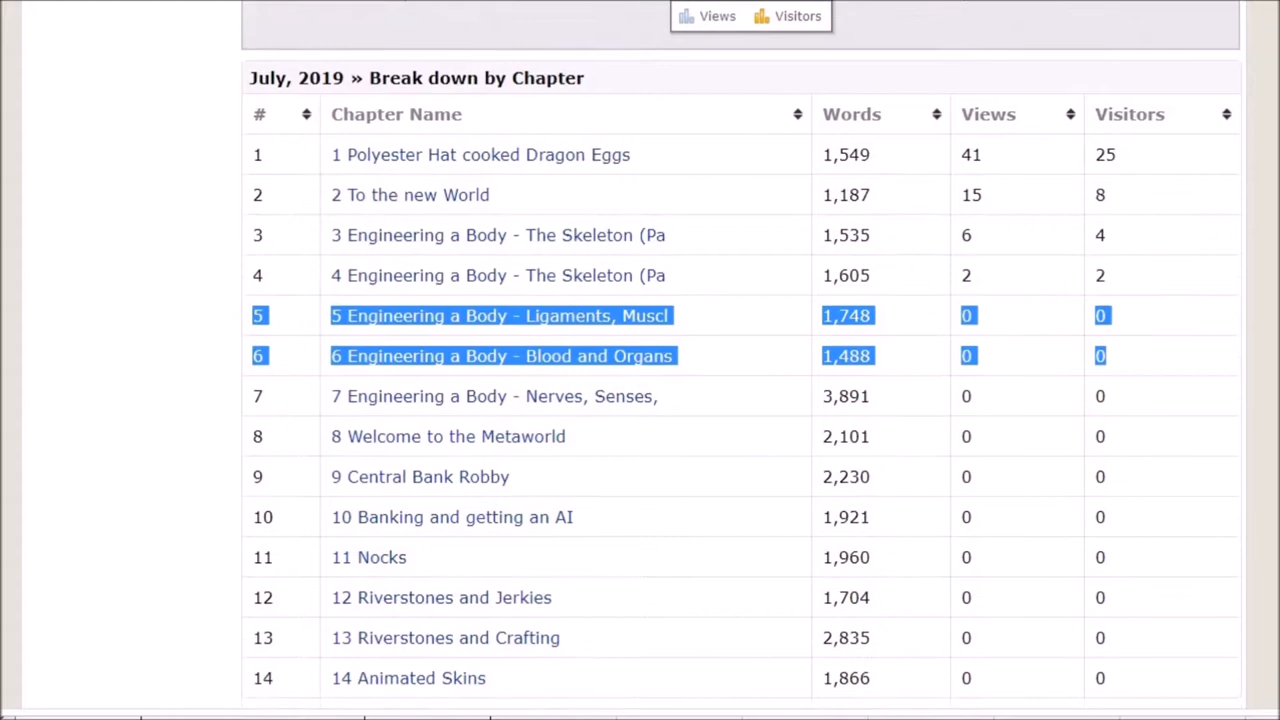 Views Visitors
July, 2019 » Break down by Chapter
# Chapter Name Words Views Visitors
1 1 Polyester Hat cooked Dragon Eggs 1,549 41 25
2 2 To the new World 1,187 15 8
3 3 Engineering a Body - The Skeleton (Pa 1,535 6 4
4 4 Engineering a Body - The Skeleton (Pa 1,605 2 2
5 5 Engineering a Body - Ligaments, Muscl 1,748 0 0
6 6 Engineering a Body - Blood and Organs 1,488 0 0
7 7 Engineering a Body - Nerves, Senses, 3,891 0 0
8 8 Welcome to the Metaworld 2,101 0 0
9 9 Central Bank Robby 2,230 0 0
10 10 Banking and getting an AI 1,921 0 0
11 11 Nocks 1,960 0 0
12 12 Riverstones and Jerkies 1,704 0 0
13 13 Riverstones and Crafting 2,835 0 0
14 14 Animated Skins 1,866 0 0